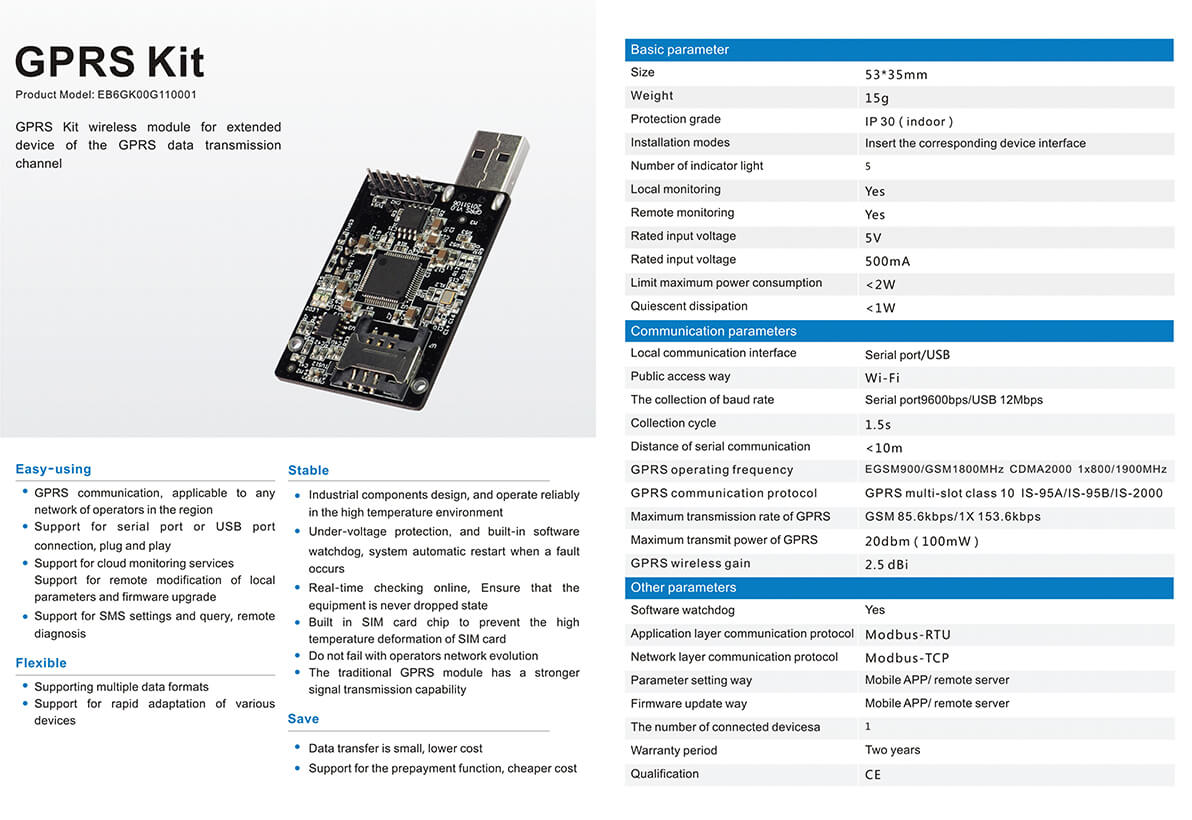 GPRS Kit
Product Model: EB6GK00G110001
GPRS Kit wireless module for extended
device of the GPRS data transmission
channel
GPRS V1.0
20151106
Easy-using
• GPRS communication, applicable to any
network of operators in the region
• Support for serial port or USB port
connection, plug and play
• Support for cloud monitoring services
Support for remote modification of local
parameters and firmware upgrade
• Support for SMS settings and query, remote
diagnosis
Flexible
• Supporting multiple data formats
• Support for rapid adaptation of various
devices
Stable
• Industrial components design, and operate reliably
in the high temperature environment
• Under-voltage protection, and built-in software
watchdog, system automatic restart when a fault
occurs
• Real-time checking online, Ensure that the
equipment is never dropped state
• Built in SIM card chip to prevent the high
temperature deformation of SIM card
• Do not fail with operators network evolution
• The traditional GPRS module has a stronger
signal transmission capability
Save
• Data transfer is small, lower cost
• Support for the prepayment function, cheaper cost
Basic parameter
Size 53*35mm
Weight 15g
Protection grade IP 30 ( indoor )
Installation modes Insert the corresponding device interface
Number of indicator light 5
Local monitoring Yes
Remote monitoring Yes
Rated input voltage 5V
Rated input voltage 500mA
Limit maximum power consumption <2W
Quiescent dissipation <1W
Communication parameters
Local communication interface Serial port/USB
Public access way Wi-Fi
The collection of baud rate Serial port9600bps/USB 12Mbps
Collection cycle 1.5s
Distance of serial communication <10m
GPRS operating frequency EGSM900/GSM1800MHz CDMA2000 1x800/1900MHz
GPRS communication protocol GPRS multi-slot class 10 IS-95A/IS-95B/IS-2000
Maximum transmission rate of GPRS GSM 85.6kbps/1X 153.6kbps
Maximum transmit power of GPRS 20dbm ( 100mW )
GPRS wireless gain 2.5 dBi
Other parameters
Software watchdog Yes
Application layer communication protocol Modbus-RTU
Network layer communication protocol Modbus-TCP
Parameter setting way Mobile APP/ remote server
Firmware update way Mobile APP/ remote server
The number of connected devicesa 1
Warranty period Two years
Qualification CE